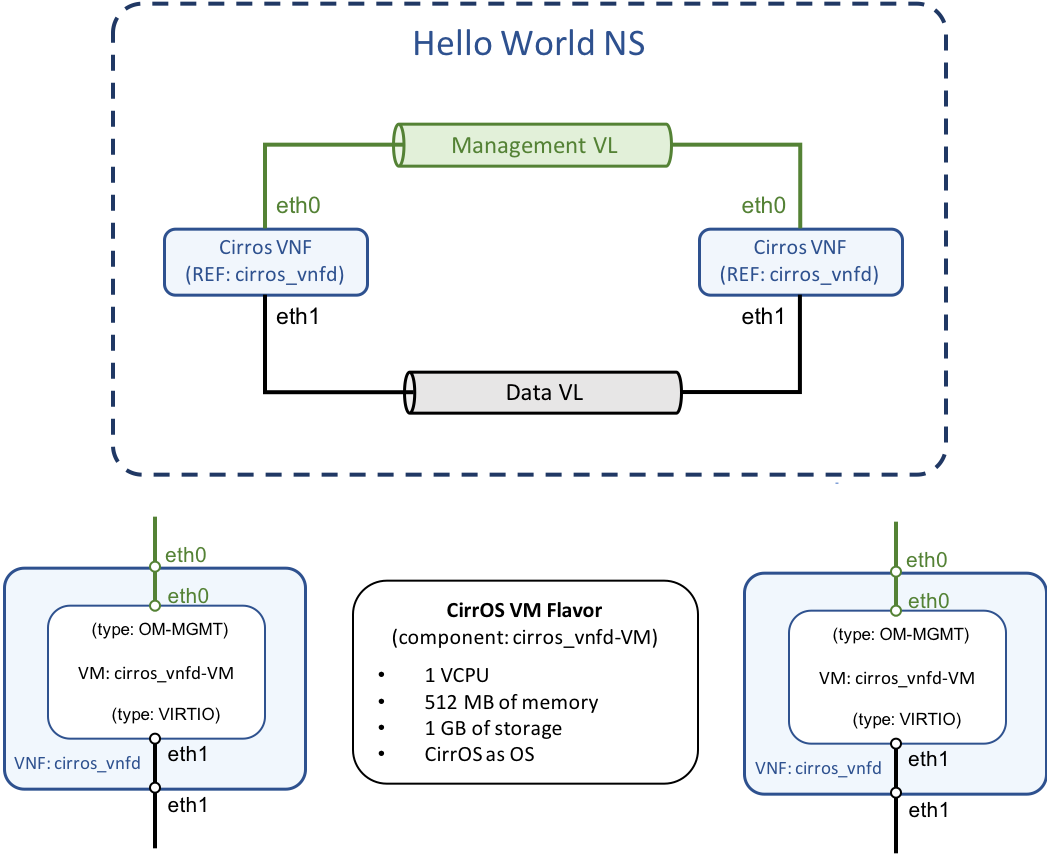 Hello World NS
Management VL
eth0
eth0
Cirros VNF
(REF: cirros_vnfd)
Cirros VNF
(REF: cirros_vnfd)
eth1
eth1
Data VL
eth0
eth0
(type: OM-MGMT)
VM: cirros_vnfd-VM
(type: VIRTIO)
eth1
VNF: cirros_vnfd
eth1
CirrOS VM Flavor
(component: cirros_vnfd-VM)
• 1 VCPU
• 512 MB of memory
• 1 GB of storage
• CirrOS as OS
eth0
eth0
(type: OM-MGMT)
VM: cirros_vnfd-VM
(type: VIRTIO)
eth1
VNF: cirros_vnfd
eth1